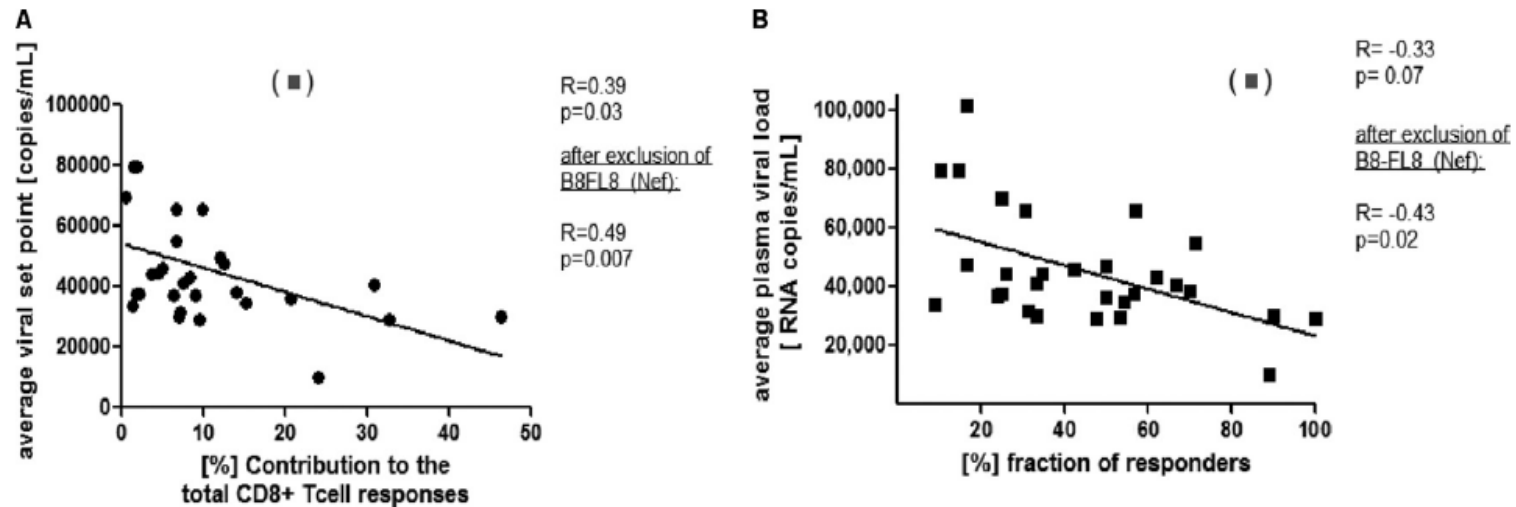 A
average viral set point [copies/mL]
100000
80000
60000
40000
20000
0
0 10 20 30 40 50
[%] Contribution to the
total CD8+ Tcell responses
( ■ )
R=0.39
p=0.03
after exclusion of
B8FL8 (Nef):
R=0.49
p=0.007
B
average plasma viral load
[ RNA copies/mL]
100,000
80,000
60,000
40,000
20,000
20 40 60 80 100
[%] fraction of responders
( ■ )
R= -0.33
p= 0.07
after exclusion of
B8-FL8 (Nef):
R= -0.43
p=0.02